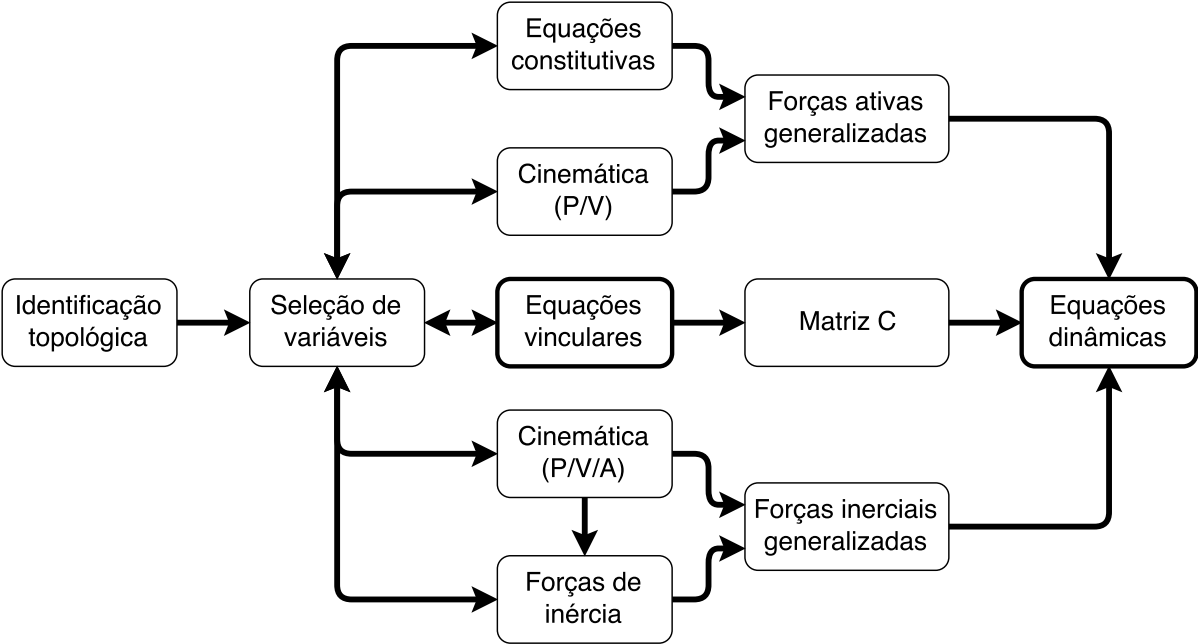 Equações
constitutivas
Forças ativas
generalizadas
Cinemática
(P/V)
Identificação
topológica
Seleção de
variáveis
Equações
vinculares
Matriz C
Equações
dinâmicas
Cinemática
(P/V/A)
Forças inerciais
generalizadas
Forças de
inércia